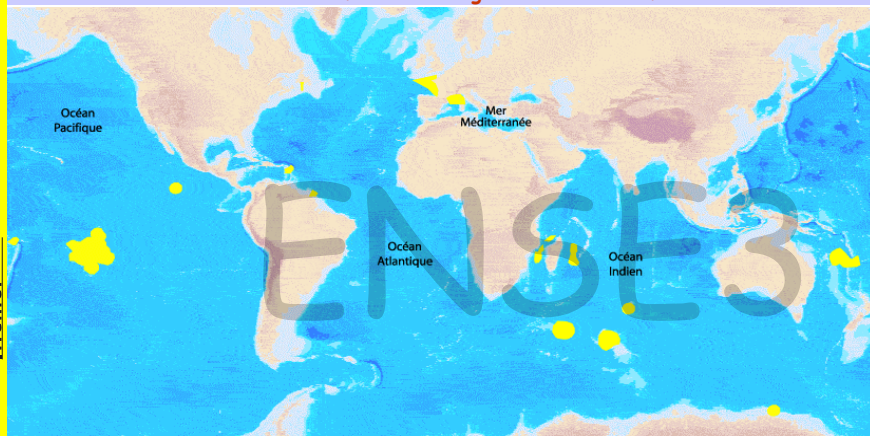 Océan
Pacifique
Mer
Méditerranée
ENSE3
Océan
Atlantique
Océan
Indien